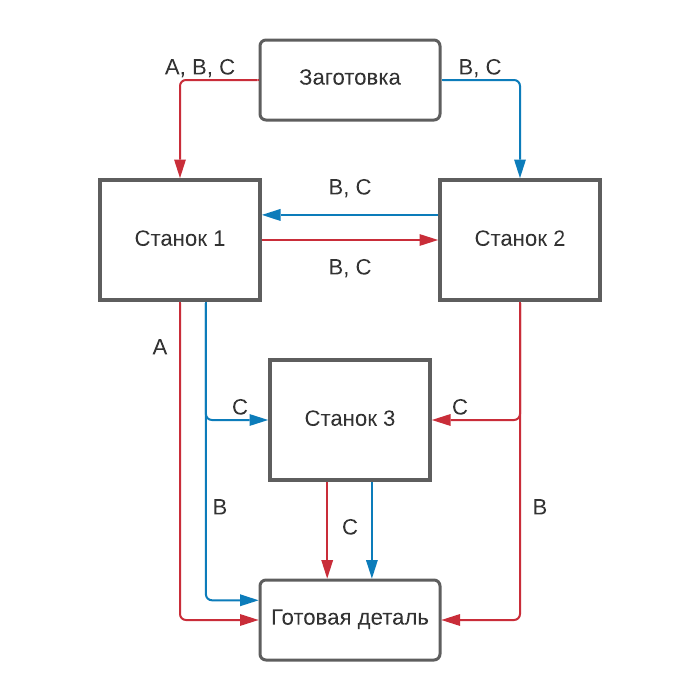 A, B, C
Заготовка
B, C
B, C
Станок 1
Станок 2
B, C
A
C
Станок 3
C
B
C
B
Готовая деталь